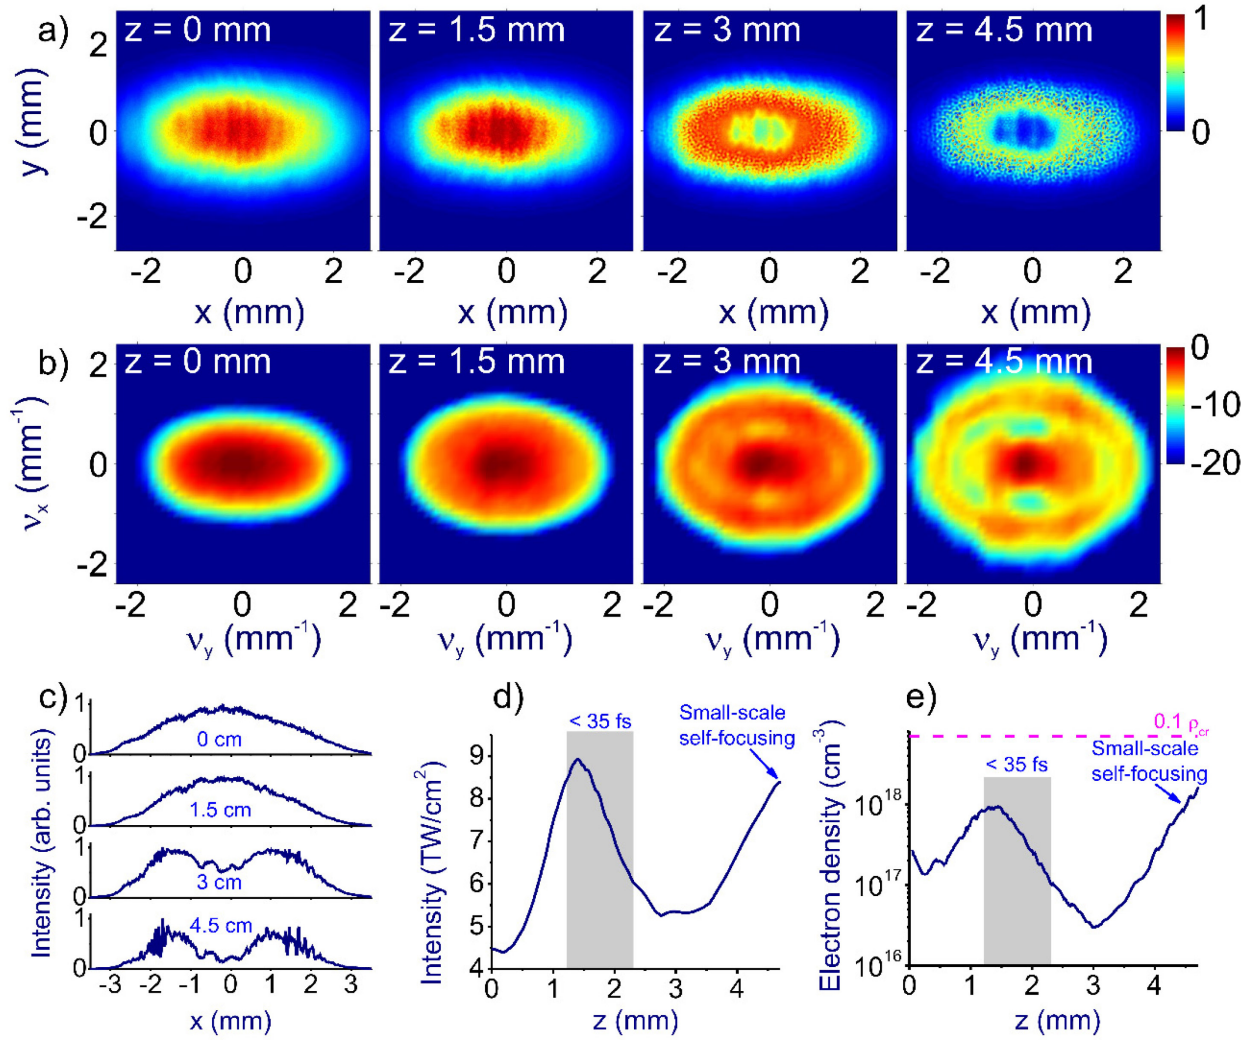 a)
z = 0 mm
z = 1.5 mm
z = 3 mm
z = 4.5 mm
1
0
y (mm)
2
0
-2
-2 0 2
-2 0 2
-2 0 2
-2 0 2
x (mm)
x (mm)
x (mm)
x (mm)
b)
z = 0 mm
z = 1.5 mm
z = 3 mm
z = 4.5 mm
0
-10
-20
νx (mm-1)
2
0
-2
-2 0 2
-2 0 2
-2 0 2
-2 0 2
νy (mm-1)
νy (mm-1)
νy (mm-1)
νy (mm-1)
c)
Intensity (arb. units)
1
0
0 cm
1
0
1.5 cm
1
0
3 cm
1
0
4.5 cm
-3 -2 -1 0 1 2 3
x (mm)
d)
< 35 fs
Small-scale
self-focusing
Intensity (TW/cm2)
9
8
7
6
5
4
0 1 2 3 4
z (mm)
e)
0.1 ρcr
< 35 fs
Small-scale
self-focusing
Electron density (cm-3)
1018
1017
1016
0 1 2 3 4
z (mm)